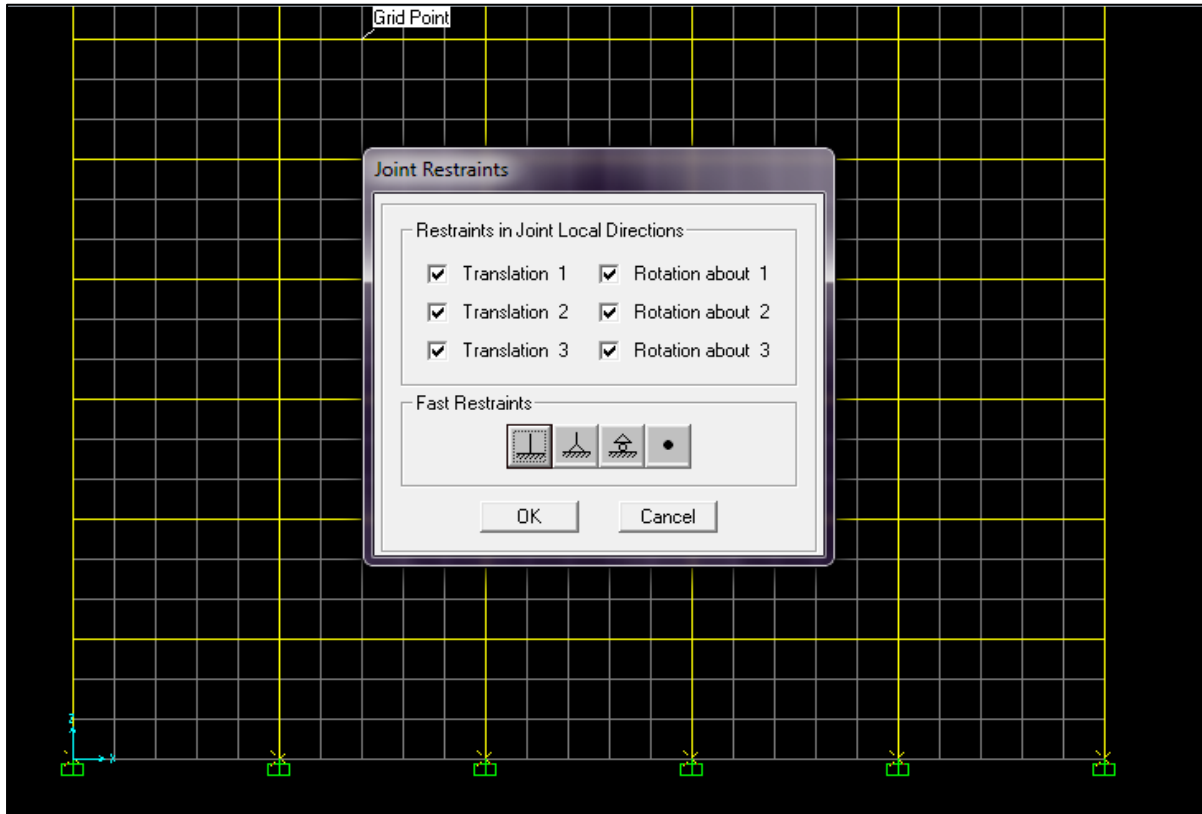 Grid Point
Joint Restraints
Restraints in Joint Local Directions
Translation 1 Rotation about 1
Translation 2 Rotation about 2
Translation 3 Rotation about 3
Fast Restraints
OK Cancel